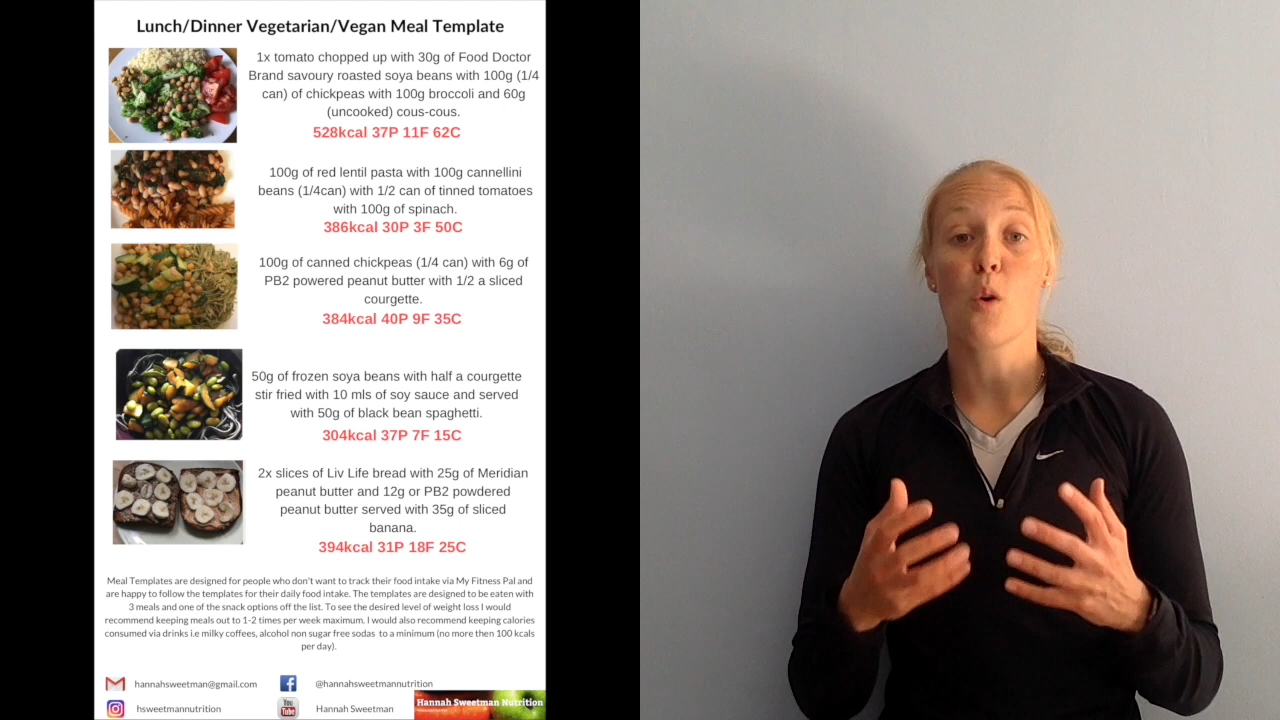 Lunch/Dinner Vegetarian/Vegan Meal Template
1x tomato chopped up with 30g of Food Doctor
Brand savoury roasted soya beans with 100g (1/4
can) of chickpeas with 100g broccoli and 60g
(uncooked) cous-cous.
528kcal 37P 11F 62C
100g of red lentil pasta with 100g cannellini
beans (1/4can) with 1/2 can of tinned tomatoes
with 100g of spinach.
386kcal 30P 3F 50C
100g of canned chickpeas (1/4 can) with 6g of
PB2 powered peanut butter with 1/2 a sliced
courgette.
384kcal 40P 9F 35C
50g of frozen soya beans with half a courgette
stir fried with 10 mls of soy sauce and served
with 50g of black bean spaghetti.
304kcal 37P 7F 15C
2x slices of Liv Life bread with 25g of Meridian
peanut butter and 12g or PB2 powdered
peanut butter served with 35g of sliced
banana.
394kcal 31P 18F 25C
Meal Templates are designed for people who don't want to track their food intake via My Fitness Pal and
are happy to follow the templates for their daily food intake. The templates are designed to be eaten with
3 meals and one of the snack options off the list. To see the desired level of weight loss I would
recommend keeping meals out to 1-2 times per week maximum. I would also recommend keeping calories
consumed via drinks i.e milky coffees, alcohol non sugar free sodas to a minimum (no more then 100 kcals
per day).
hannahsweetman@gmail.com
@hannahsweetmannutrition
hsweetmannutrition
You
Tube
Hannah Sweetman
Hannah Sweetman Nutrition